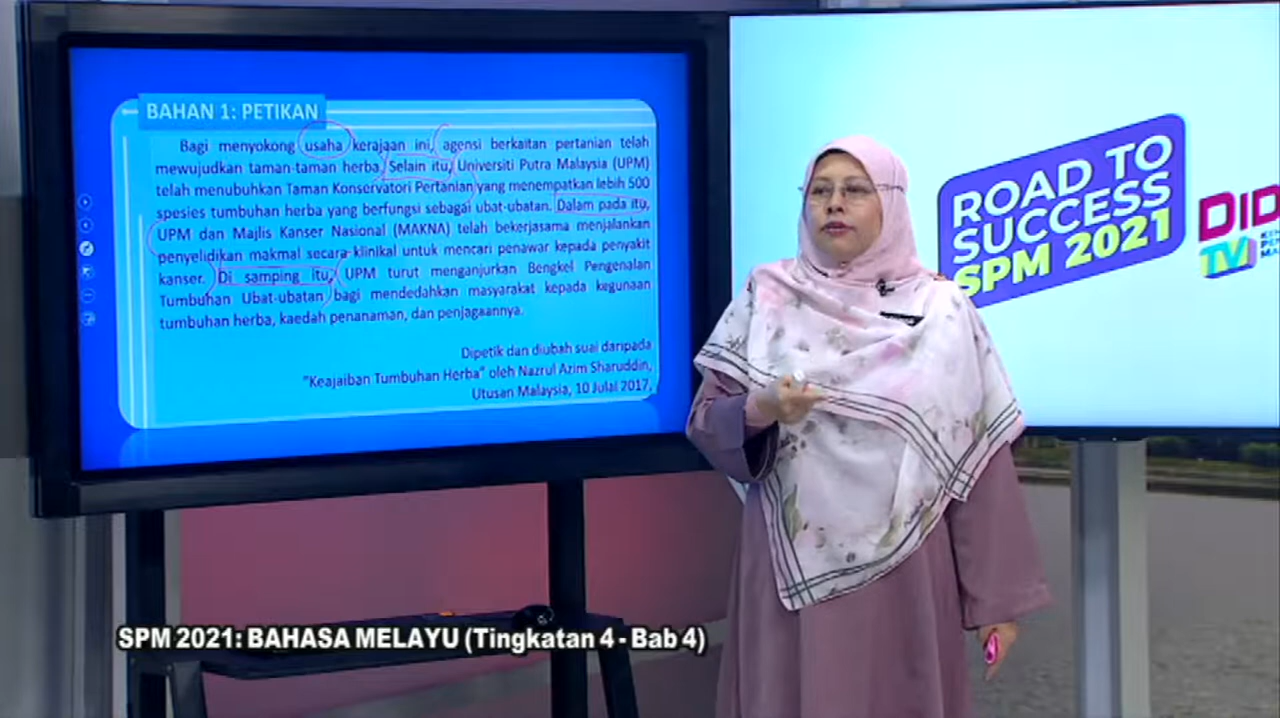 BAHAN 1: PETIKAN
Bagi menyokong usaha kerajaan ini, agensi berkaitan pertanian telah
mewujudkan taman-taman herba. Selain itu, Universiti Putra Malaysia (UPM)
telah menubuhkan Taman Konservatori Pertanian yang menempatkan lebih 500
spesies tumbuhan herba yang berfungsi sebagai ubat-ubatan. Dalam pada itu,
UPM dan Majlis Kanser Nasional (MAKNA) telah bekerjasama menjalankan
penyelidikan makmal secara klinikal untuk mencari penawar kepada penyakit
kanser. Di samping itu, UPM turut menganjurkan Bengkel Pengenalan
Tumbuhan Ubat-ubatan bagi mendedahkan masyarakat kepada kegunaan
tumbuhan herba, kaedah penanaman, dan penjagaannya.
Dipetik dan diubah suai daripada
"Keajaiban Tumbuhan Herba" oleh Nazrul Azim Sharuddin,
Utusan Malaysia, 10 Julai 2017,
ROAD TO
SUCCESS
SPM 2021
DID
TV
SPM 2021: BAHASA MELAYU (Tingkatan 4 - Bab 4)